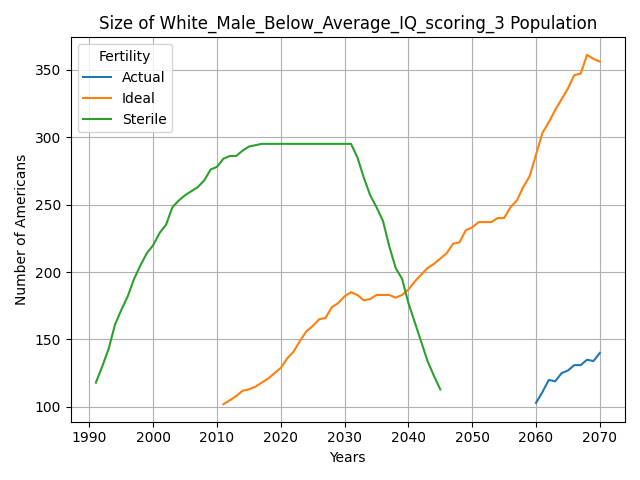 Size of White_Male_Below_Average_IQ_scoring_3 Population
Fertility
Actual
Ideal
Sterile
Number of Americans
350
300
250
200
150
100
1990 2000 2010 2020 2030 2040 2050 2060 2070
Years